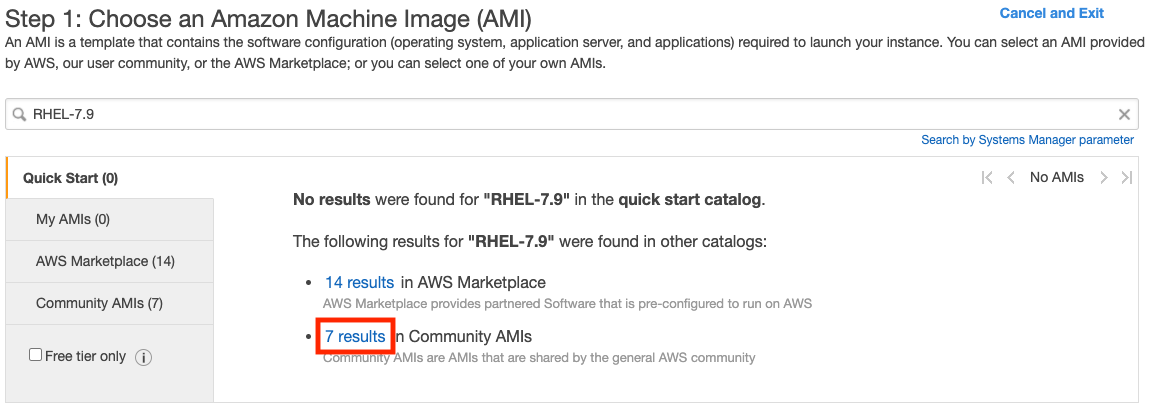 Step 1: Choose an Amazon Machine Image (AMI)
Cancel and Exit
An AMI is a template that contains the software configuration (operating system, application server, and applications) required to launch your instance. You can select an AMI provided
by AWS, our user community, or the AWS Marketplace; or you can select one of your own AMIs.
RHEL-7.9
Search by Systems Manager parameter
Quick Start (0)
No AMIs
My AMIs (0)
AWS Marketplace (14)
Community AMIs (7)
Free tier only
No results were found for "RHEL-7.9" in the quick start catalog.
The following results for "RHEL-7.9" were found in other catalogs:
• 14 results in AWS Marketplace
AWS Marketplace provides partnered Software that is pre-configured to run on AWS
• 7 results in Community AMIs
Community AMIs are AMIs that are shared by the general AWS community